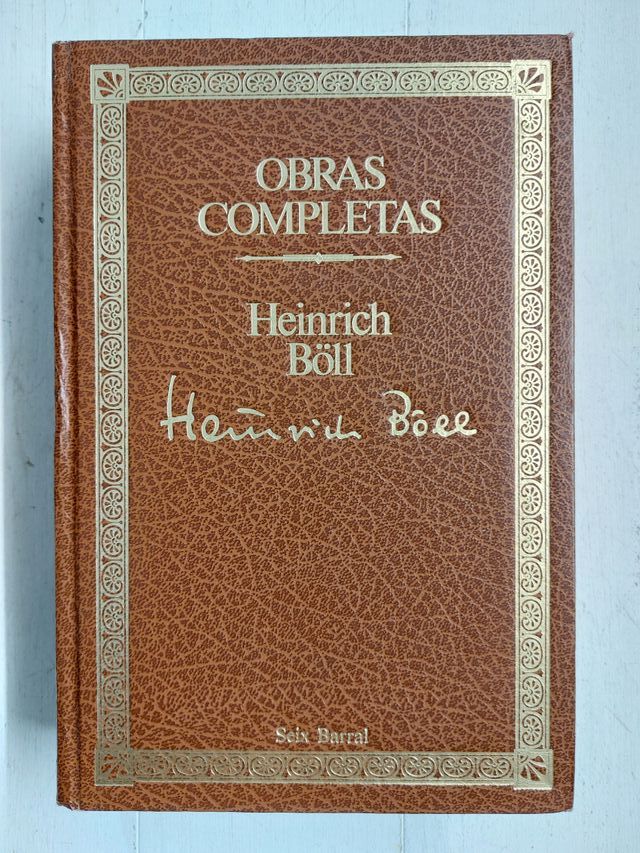 OBRAS
COMPLETAS
Heinrich
Böll
Heinrich Böll
Seix Barral